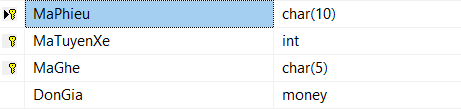 MaPhieu char(10)
MaTuyenXe int
MaGhe char(5)
DonGia money